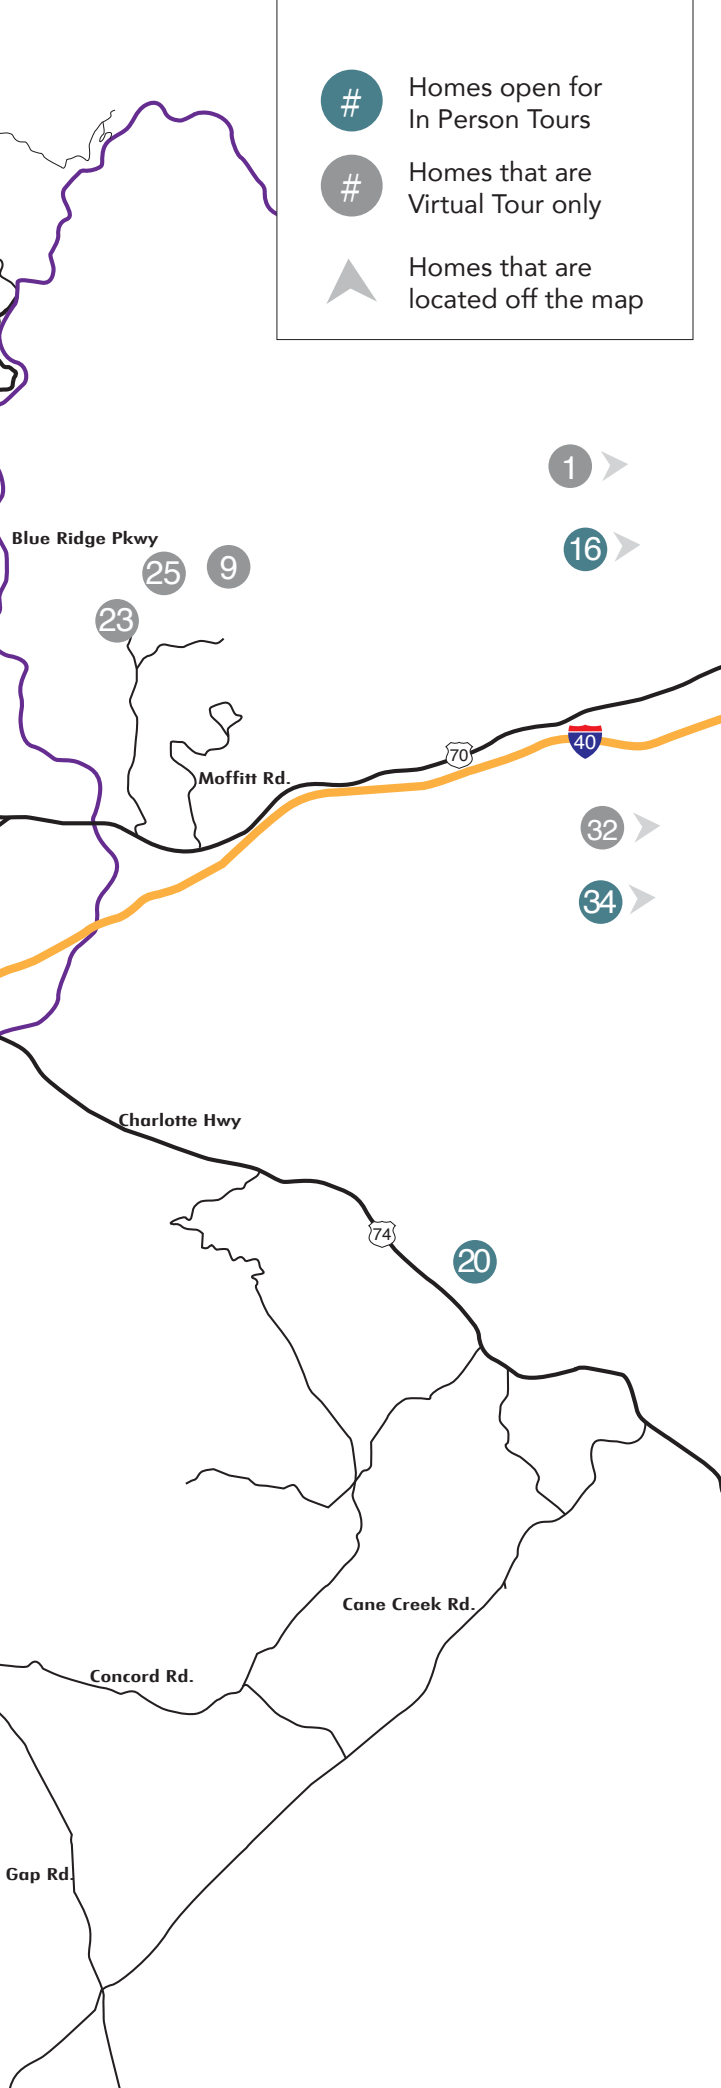 #
Homes open for
In Person Tours
#
Homes that are
Virtual Tour only
Homes that are
located off the map
1
16
Blue Ridge Pkwy
25
9
23
70
40
Moffitt Rd.
32
34
Charlotte Hwy
74
20
Cane Creek Rd.
Concord Rd.
Gap Rd.